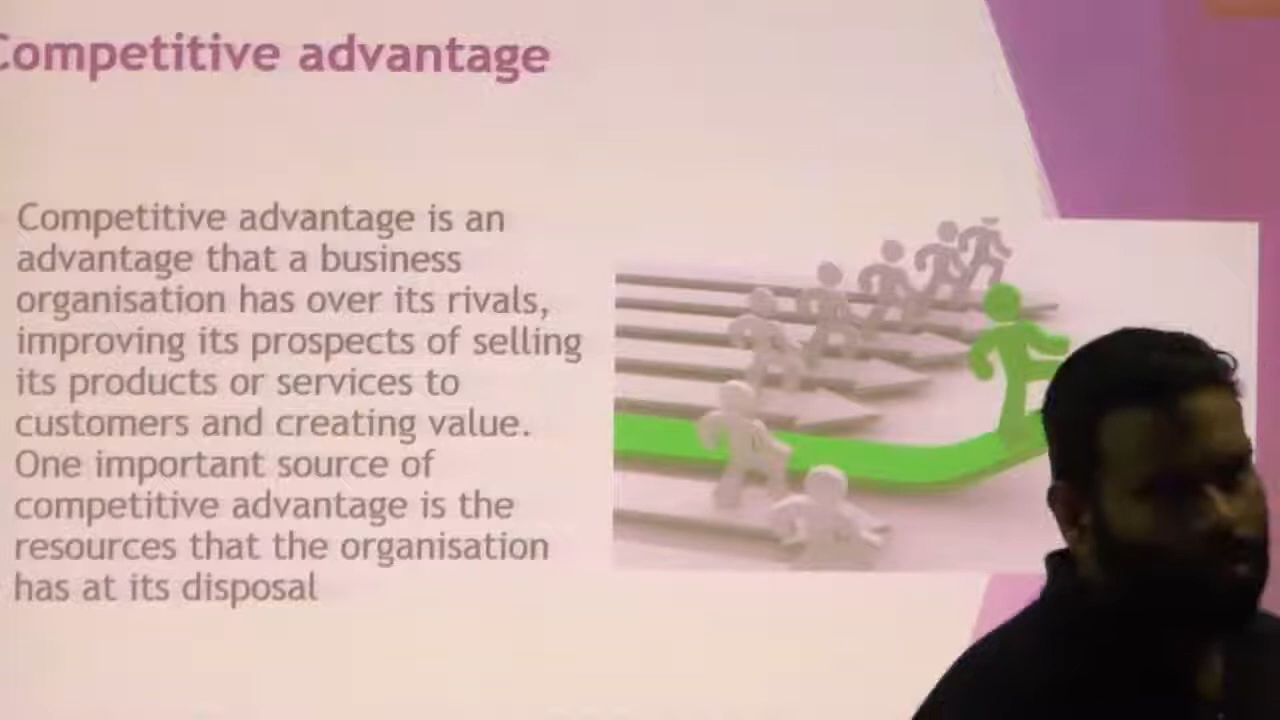 Competitive advantage
Competitive advantage is an
advantage that a business
organisation has over its rivals,
improving its prospects of selling
its products or services to
customers and creating value.
One important source of
competitive advantage is the
resources that the organisation
has at its disposal